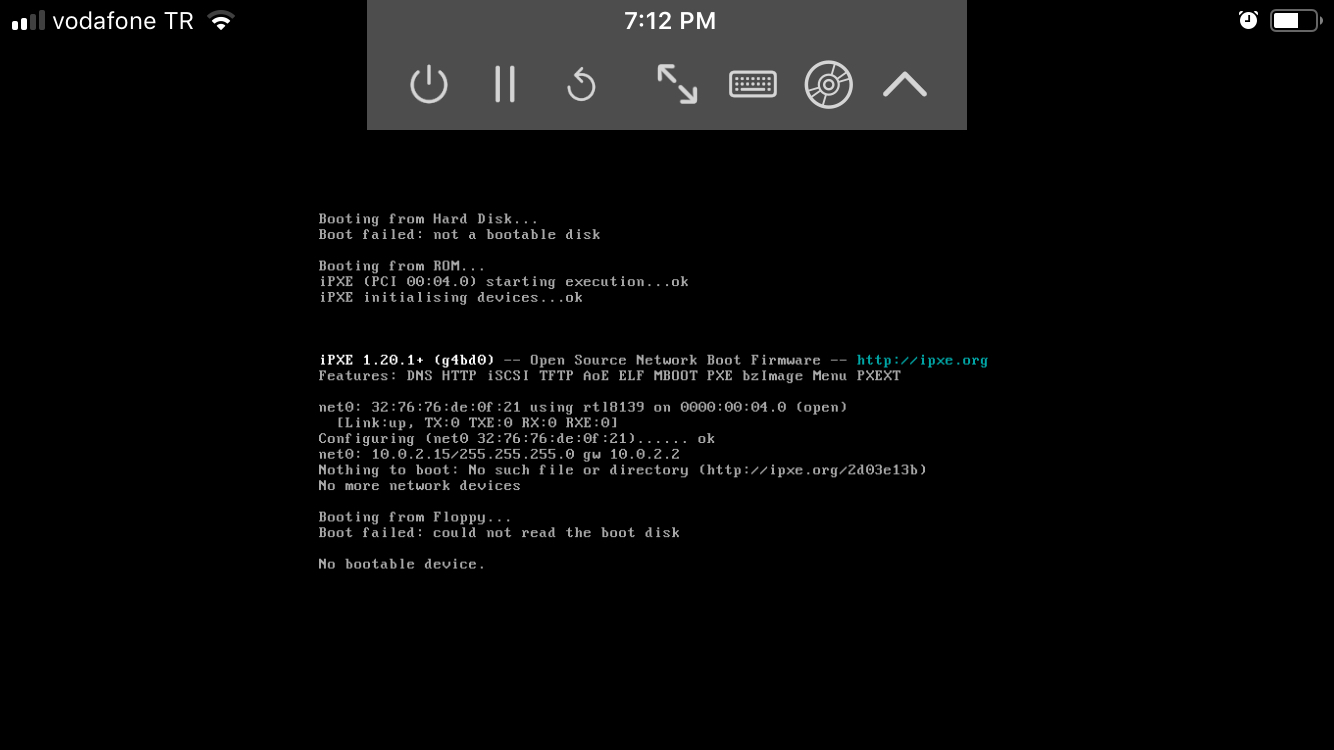 vodafone TR
7:12 PM
Booting from Hard Disk...
Boot failed: not a bootable disk
Booting from ROM...
iPXE (PCI 00:04.0) starting execution...ok
iPXE initialising devices...ok
iPXE 1.20.1+ (g4bd0) -- Open Source Network Boot Firmware -- http://ipxe.org
Features: DNS HTTP iSCSI TFTP AoE ELF MBOOT PXE bzImage Menu PXEXT
net0: 32:76:76:de:0f:21 using rtl8139 on 0000:00:04.0 (open)
[Link:up, TX:0 TXE:0 RX:0 RXE:0]
Configuring (net0 32:76:76:de:0f:21)...... ok
net0: 10.0.2.15/255.255.255.0 gw 10.0.2.2
Nothing to boot: No such file or directory (http://ipxe.org/2d03e13b)
No more network devices
Booting from Floppy...
Boot failed: could not read the boot disk
No bootable device.